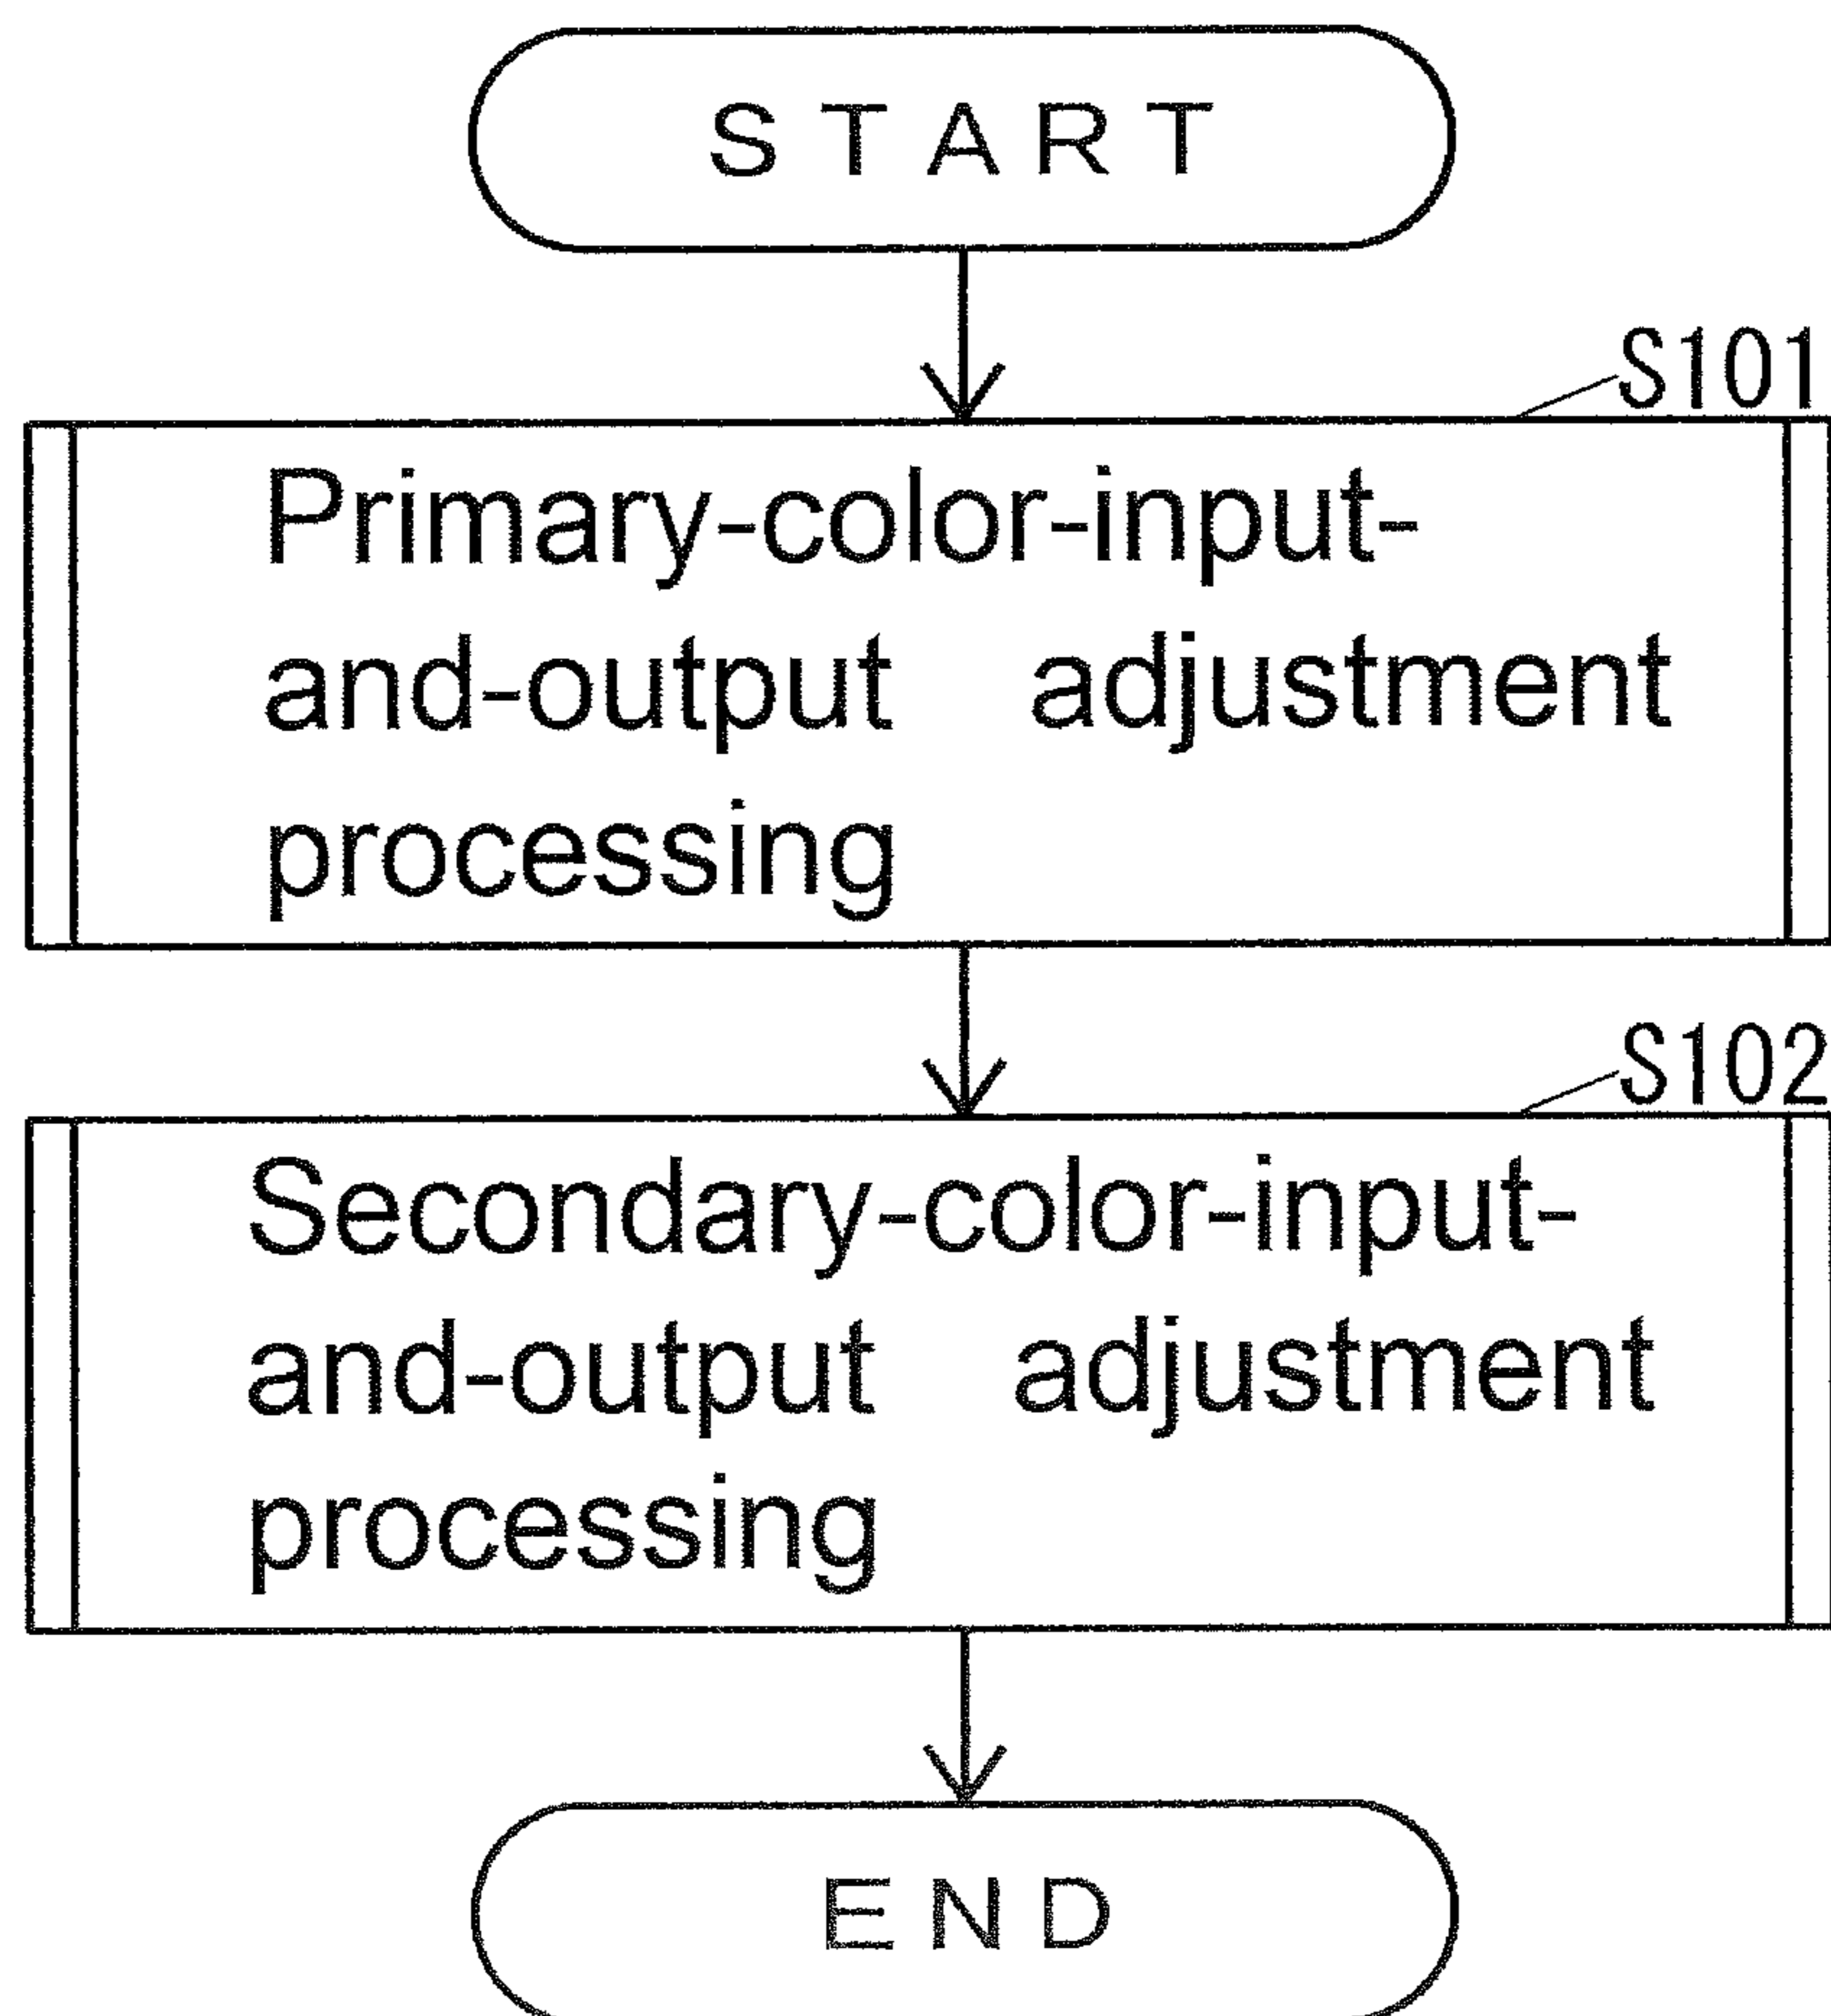 START
S101
Primary-color-input-
and-output adjustment
processing
S102
Secondary-color-input-
and-output adjustment
processing
END